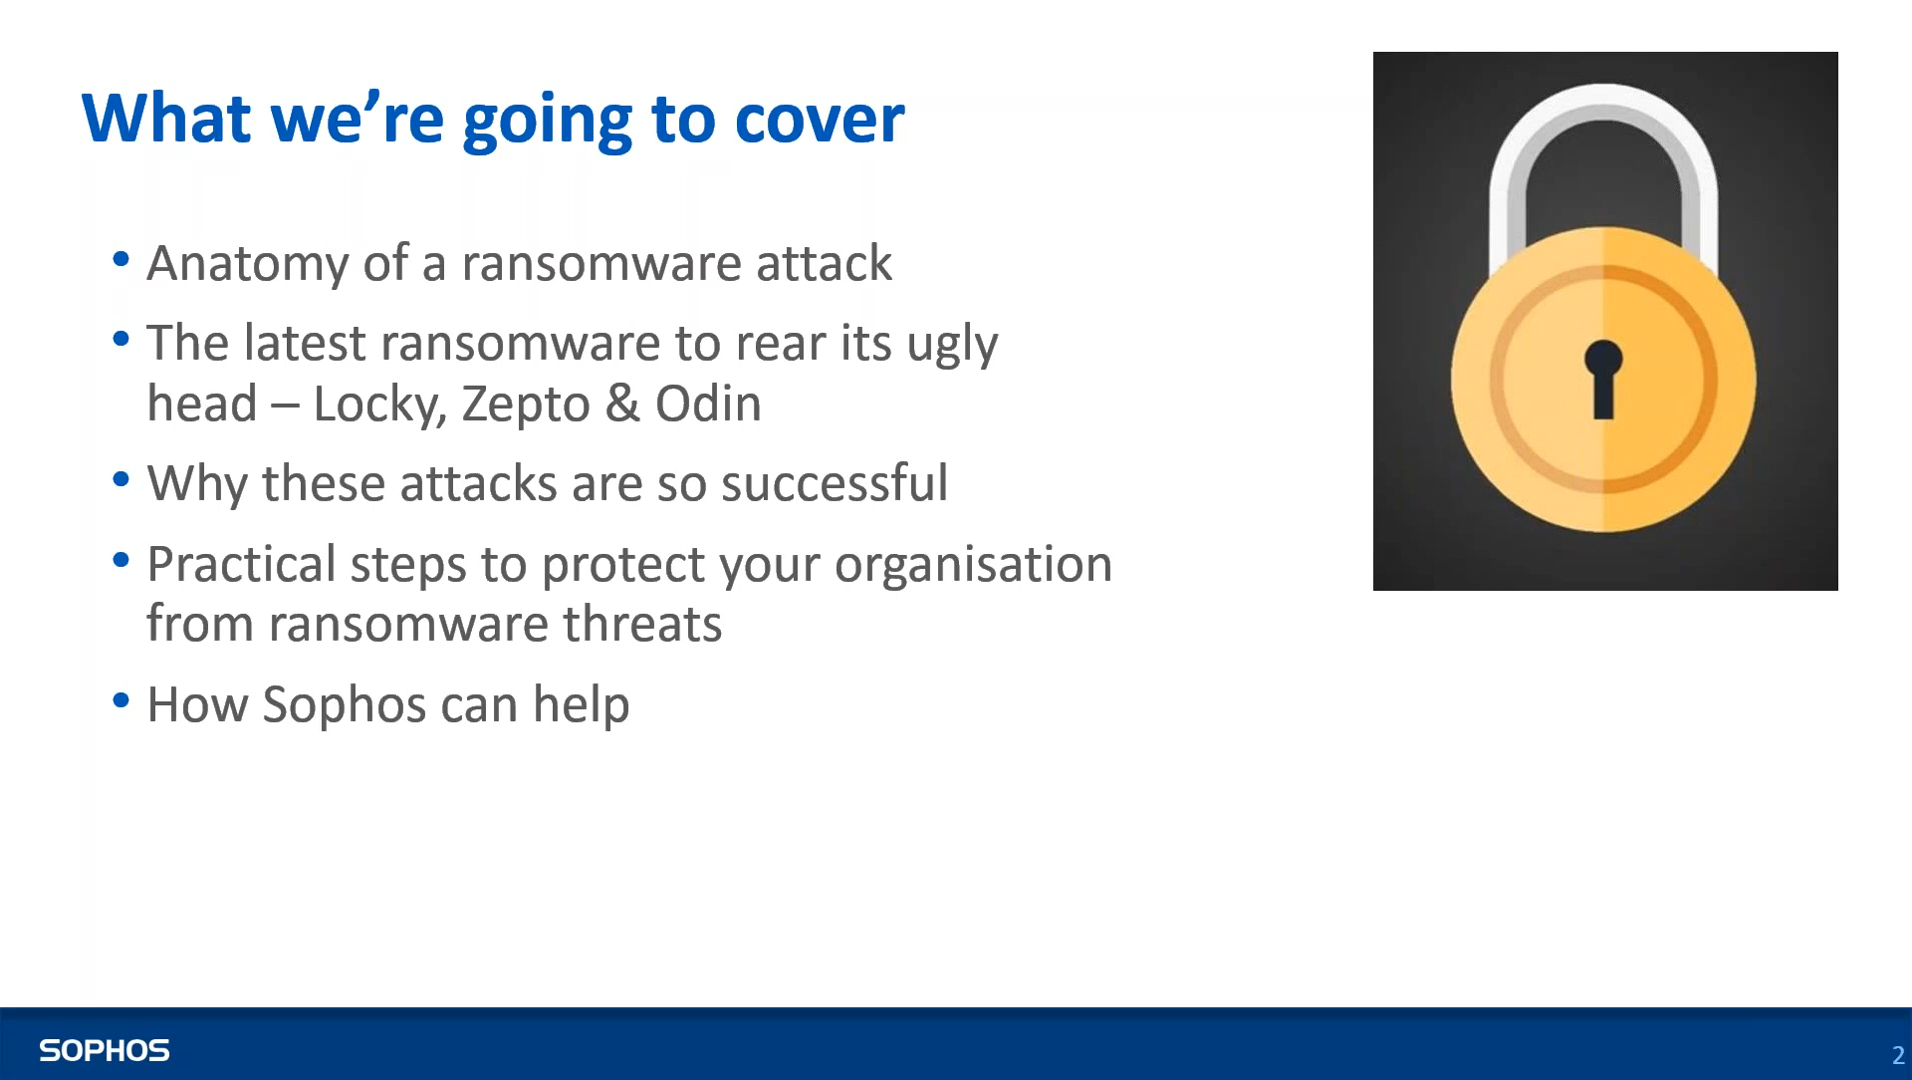 What we’re going to cover
• Anatomy of a ransomware attack
• The latest ransomware to rear its ugly
head – Locky, Zepto & Odin
• Why these attacks are so successful
• Practical steps to protect your organisation
from ransomware threats
• How Sophos can help
SOPHOS
2